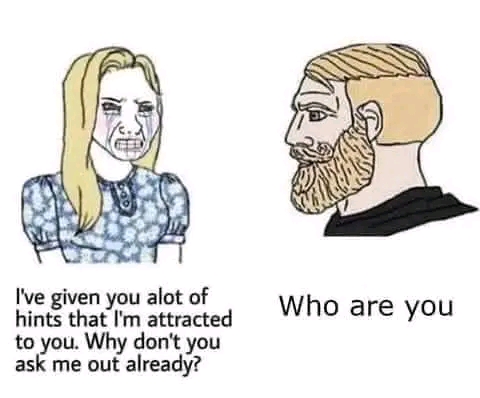 I've given you alot of
hints that I'm attracted
to you. Why don't you
ask me out already?
Who are you